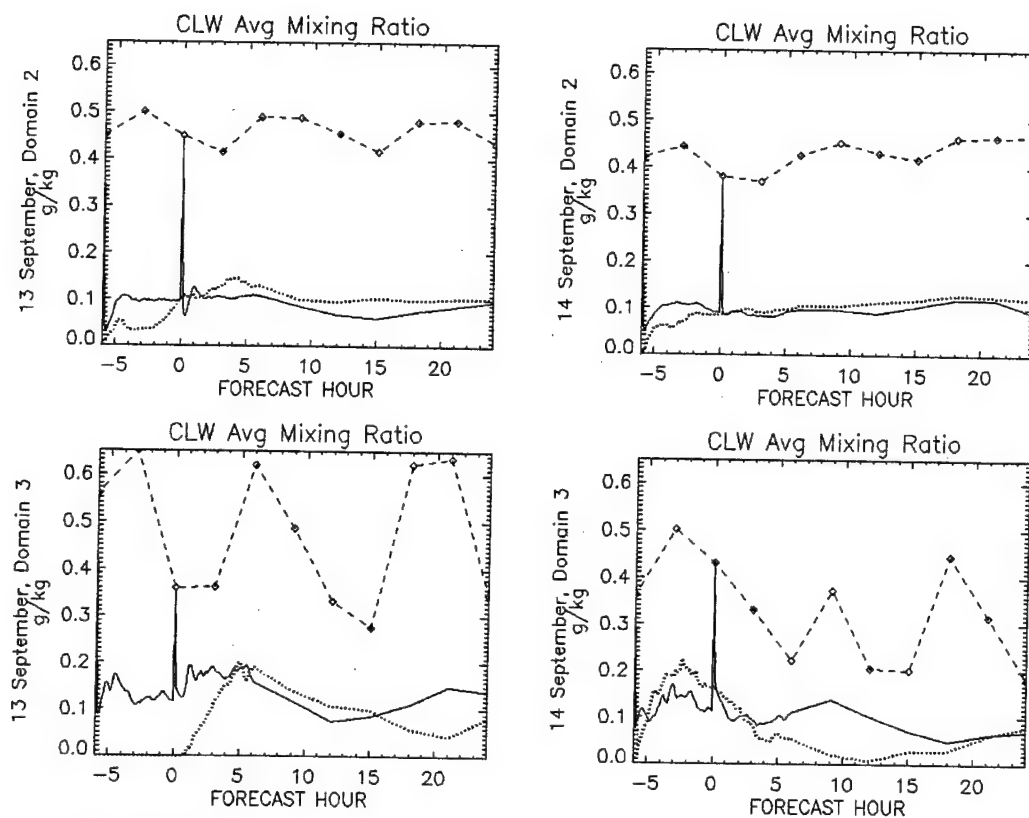 CLW Avg Mixing Ratio
13 September, Domain 2
g/kg
0.6
0.5
0.4
0.3
0.2
0.1
0.0
−5 0 5 10 15 20
FORECAST HOUR
CLW Avg Mixing Ratio
14 September, Domain 2
g/kg
0.6
0.5
0.4
0.3
0.2
0.1
0.0
−5 0 5 10 15 20
FORECAST HOUR
CLW Avg Mixing Ratio
13 September, Domain 3
g/kg
0.6
0.5
0.4
0.3
0.2
0.1
0.0
−5 0 5 10 15 20
FORECAST HOUR
CLW Avg Mixing Ratio
14 September, Domain 3
g/kg
0.6
0.5
0.4
0.3
0.2
0.1
0.0
−5 0 5 10 15 20
FORECAST HOUR